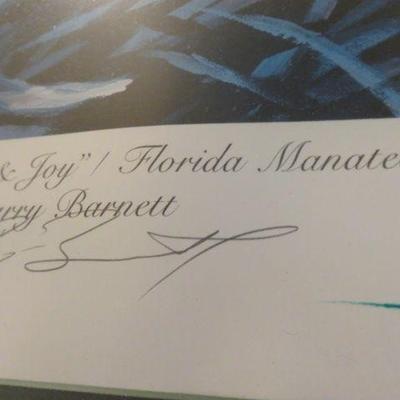 & Joy" / Florida Manate
arry Barnett